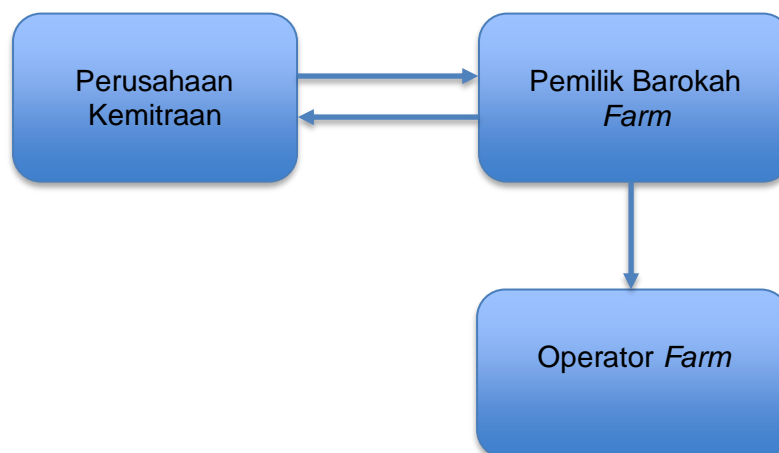 Perusahaan
Kemitraan
Pemilik Barokah
Farm
Operator Farm